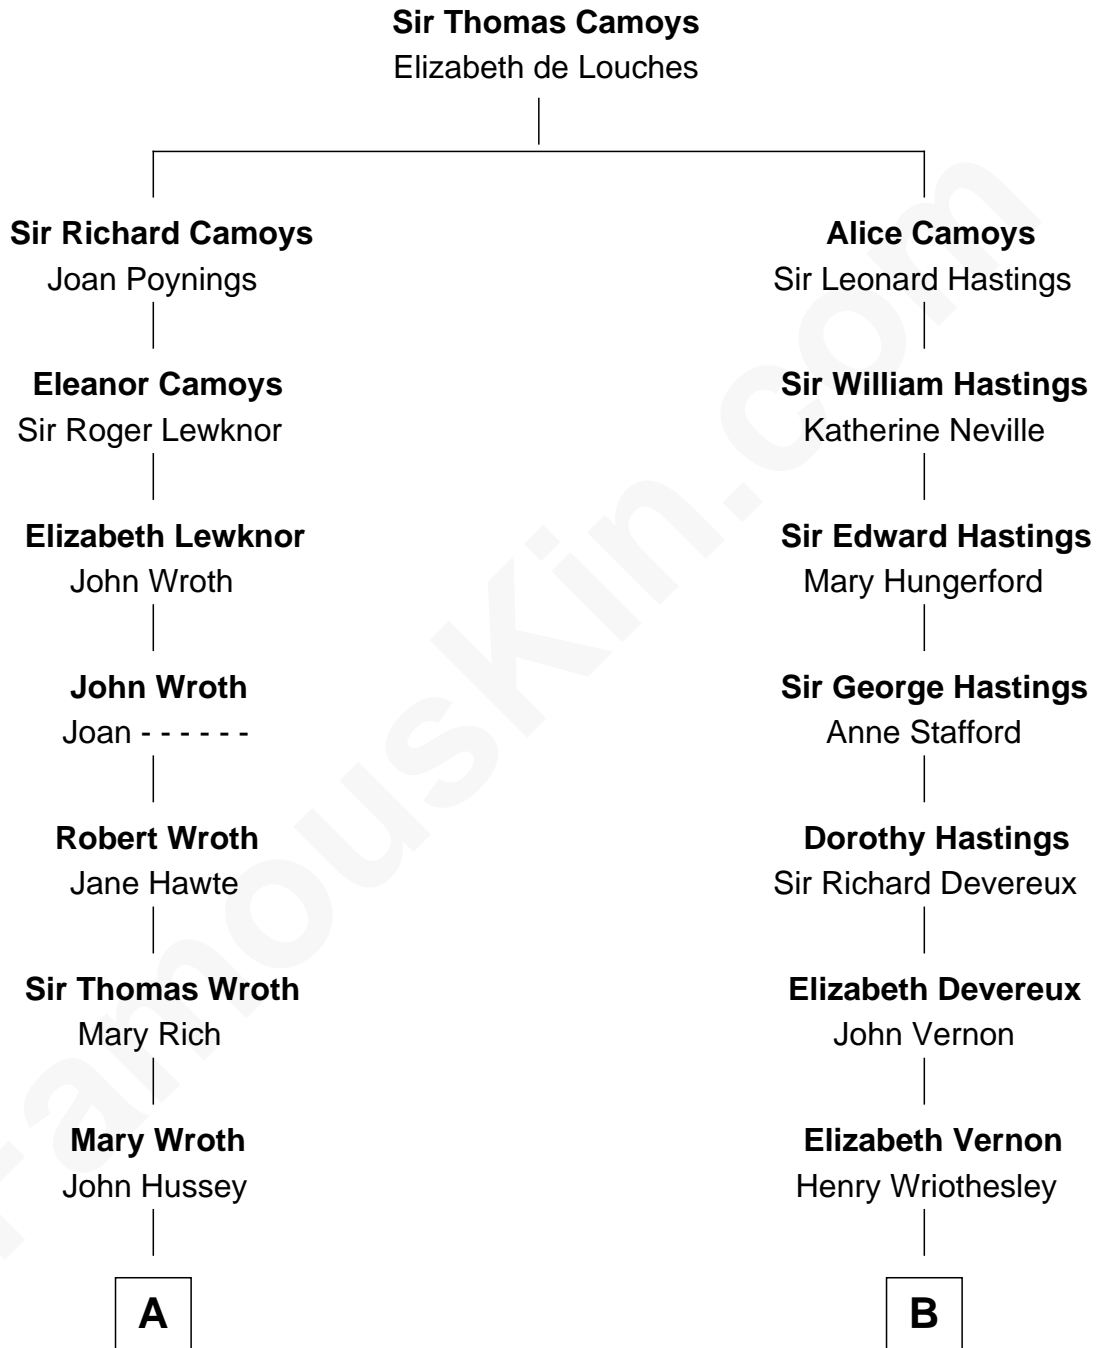 Sir Thomas Camoys
Elizabeth de Louches
Sir Richard Camoys
Joan Poynings
Alice Camoys
Sir Leonard Hastings
Eleanor Camoys
Sir Roger Lewknor
Sir William Hastings
Katherine Neville
Elizabeth Lewknor
John Wroth
Sir Edward Hastings
Mary Hungerford
John Wroth
Joan - - - - - -
Sir George Hastings
Anne Stafford
Robert Wroth
Jane Hawte
Dorothy Hastings
Sir Richard Devereux
Sir Thomas Wroth
Mary Rich
Elizabeth Devereux
John Vernon
Mary Wroth
John Hussey
Elizabeth Vernon
Henry Wriothesley
A
B
FamousKin.com